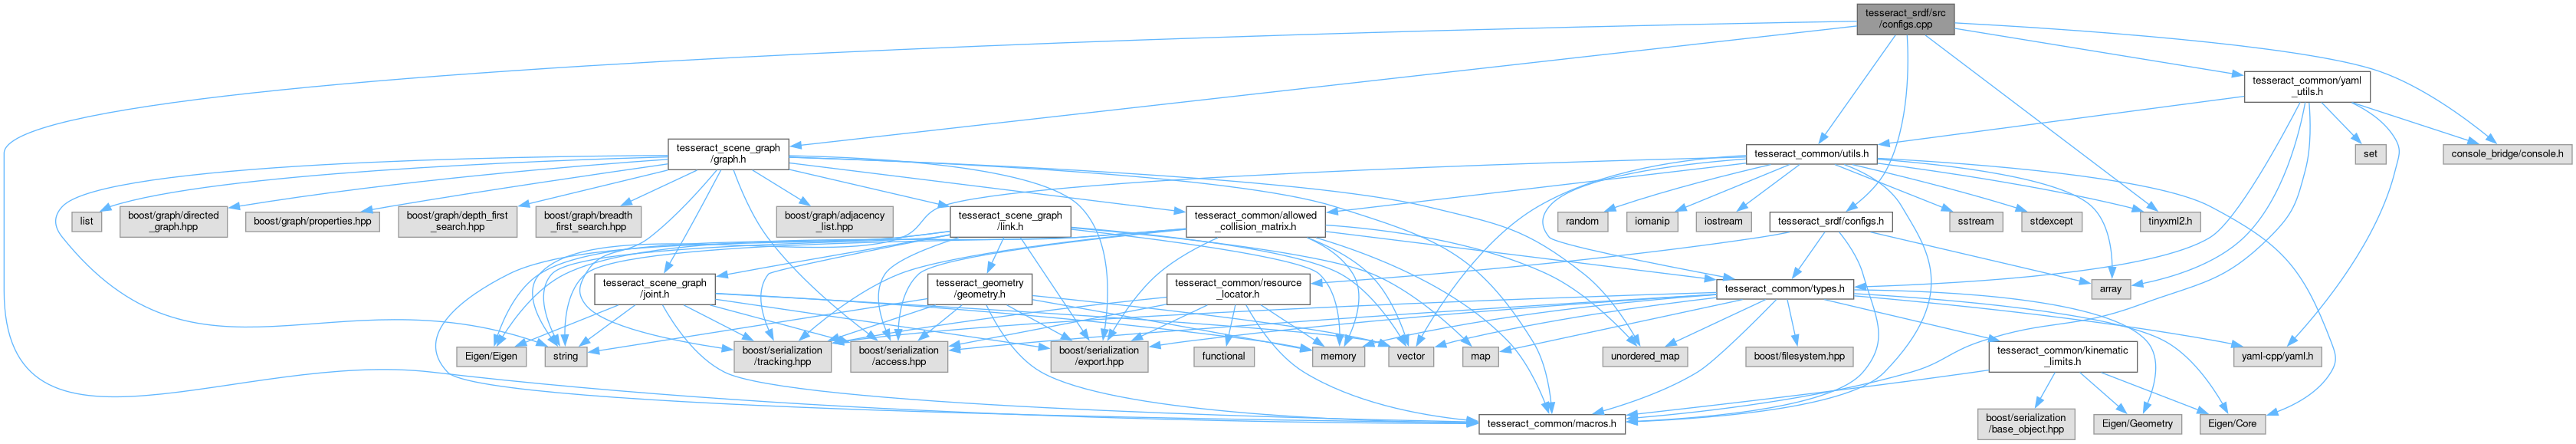 tesseract_srdf/src
/configs.cpp
tesseract_common/yaml
_utils.h
tesseract_scene_graph
/graph.h
tesseract_common/utils.h
set
console_bridge/console.h
list
boost/graph/directed
_graph.hpp
boost/graph/properties.hpp
boost/graph/depth_first
_search.hpp
boost/graph/breadth
_first_search.hpp
boost/graph/adjacency
_list.hpp
tesseract_scene_graph
/link.h
tesseract_common/allowed
_collision_matrix.h
random
iomanip
iostream
tesseract_srdf/configs.h
sstream
stdexcept
tinyxml2.h
tesseract_scene_graph
/joint.h
tesseract_geometry
/geometry.h
tesseract_common/resource
_locator.h
tesseract_common/types.h
array
Eigen/Eigen
string
boost/serialization
/tracking.hpp
boost/serialization
/access.hpp
boost/serialization
/export.hpp
functional
memory
vector
map
unordered_map
boost/filesystem.hpp
tesseract_common/kinematic
_limits.h
yaml-cpp/yaml.h
tesseract_common/macros.h
boost/serialization
/base_object.hpp
Eigen/Geometry
Eigen/Core